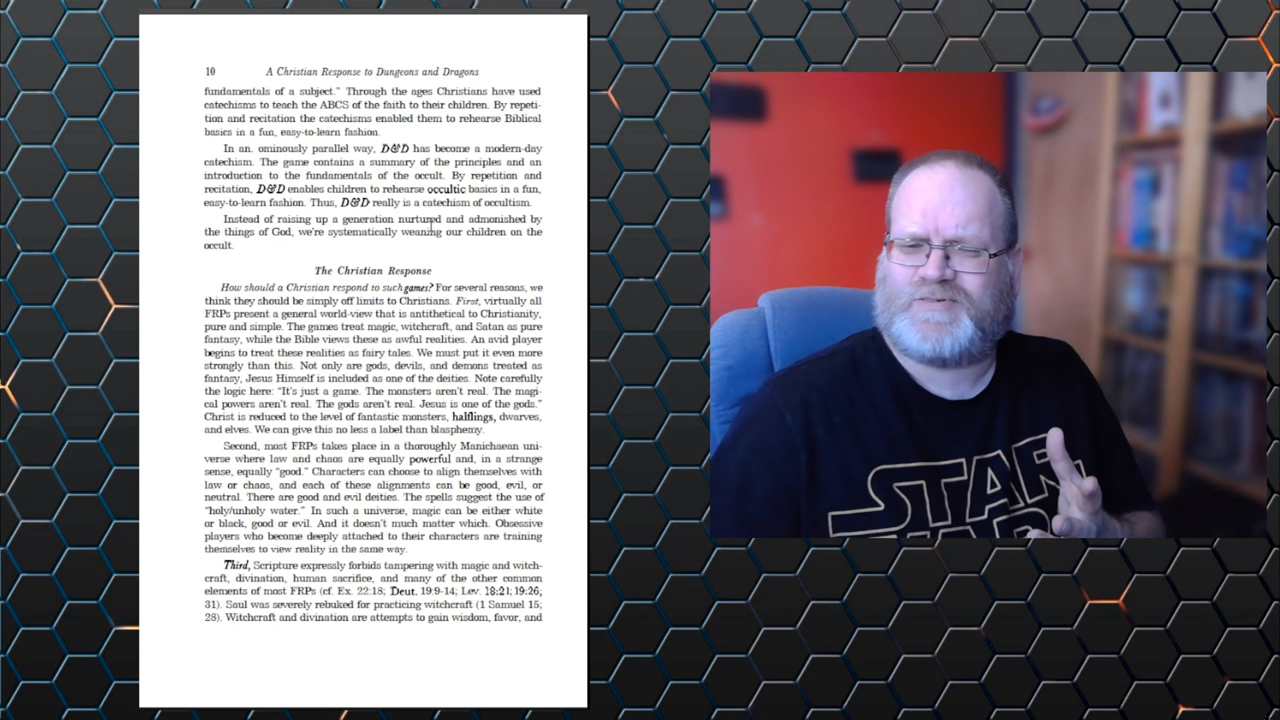 10 A Christian Response to Dungeons and Dragons
fundamentals of a subject." Through the ages Christians have used
catechisms to teach the ABCS of the faith to their children. By repeti-
tion and recitation the catechisms enabled them to rehearse Biblical
basics in a fun, easy-to-learn fashion.
In an. ominously parallel way, D&D has become a modern-day
catechism. The game contains a summary of the principles and an
introduction to the fundamentals of the occult. By repetition and
recitation, D&D enables children to rehearse occultic basics in a fun,
easy-to-learn fashion. Thus, D&D really is a catechism of occultism.
Instead of raising up a generation nurtured and admonished by
the things of God, we're systematically weaning our children on the
occult.
The Christian Response
How should a Christian respond to such games? For several reasons, we
think they should be simply off limits to Christians. First, virtually all
FRPs present a general world-view that is antithetical to Christianity,
pure and simple. The games treat magic, witchcraft, and Satan as pure
fantasy, while the Bible views these as awful realities. An avid player
begins to treat these realities as fairy tales. We must put it even more
strongly than this. Not only are gods, devils, and demons treated as
fantasy, Jesus Himself is included as one of the deities. Note carefully
the logic here: "It's just a game. The monsters aren't real. The magi-
cal powers aren't real. The gods aren't real. Jesus is one of the gods."
Christ is reduced to the level of fantastic monsters, halflings, dwarves,
and elves. We can give this no less a label than blasphemy.
Second, most FRPs takes place in a thoroughly Manichaean uni-
verse where law and chaos are equally powerful and, in a strange
sense, equally "good." Characters can choose to align themselves with
law or chaos, and each of these alignments can be good, evil, or
neutral. There are good and evil deities. The spells suggest the use of
"holy/unholy water." In such a universe, magic can be either white
or black, good or evil. And it doesn't much matter which. Obsessive
players who become deeply attached to their characters are training
themselves to view reality in the same way.
Third, Scripture expressly forbids tampering with magic and witch-
craft, divination, human sacrifice, and many of the other common
elements of most FRPs (cf. Ex. 22:18; Deut. 19:9-14; Lev. 18:21; 19:26;
31). Saul was severely rebuked for practicing witchcraft (1 Samuel 15;
28). Witchcraft and divination are attempts to gain wisdom, favor, and
STAR